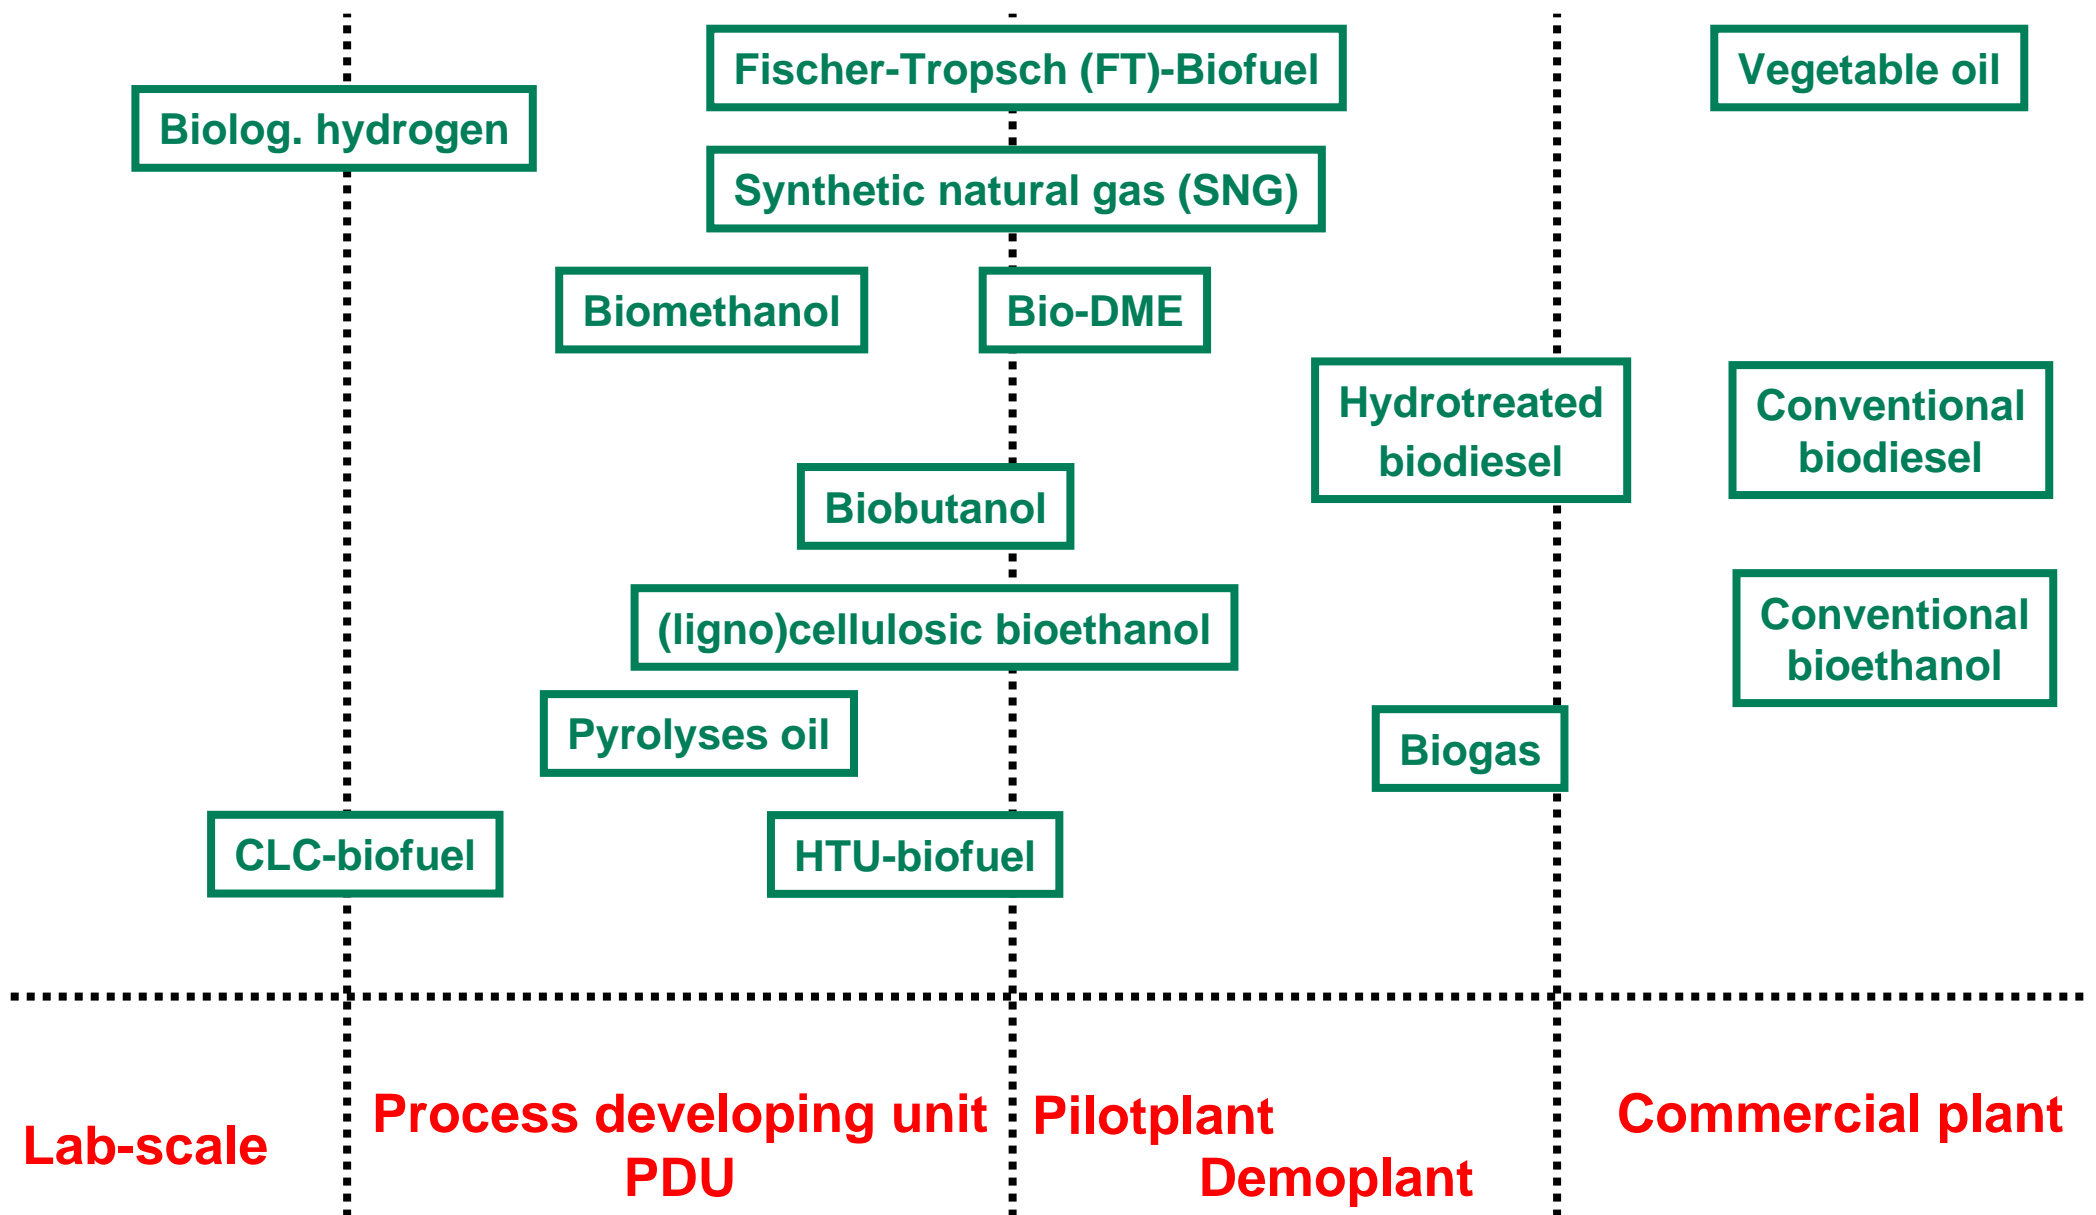 Fischer-Tropsch (FT)-Biofuel
Vegetable oil
Biolog. hydrogen
Synthetic natural gas (SNG)
Biomethanol
Bio-DME
Hydrotreated
biodiesel
Conventional
biodiesel
Biobutanol
(ligno)cellulosic bioethanol
Conventional
bioethanol
Pyrolyses oil
Biogas
CLC-biofuel
HTU-biofuel
Lab-scale
Process developing unit
PDU
Pilotplant
Demoplant
Commercial plant